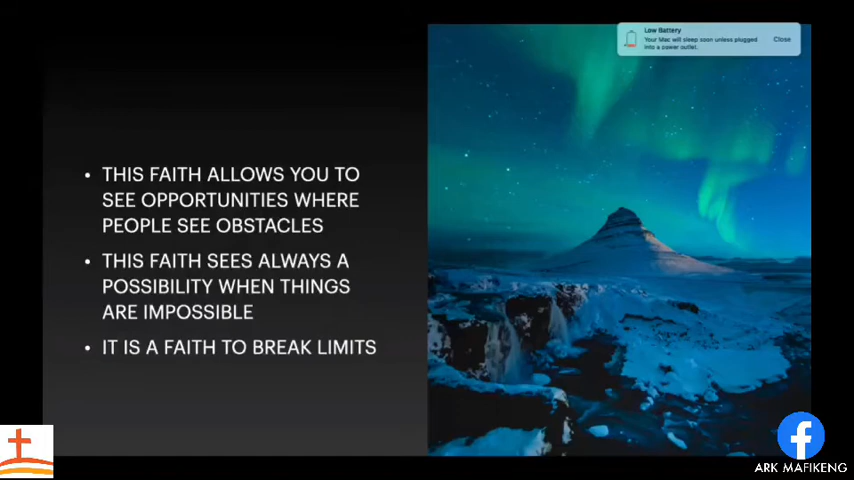 Low Battery
Your Mac will sleep soon unless plugged
into a power outlet.
Close
• THIS FAITH ALLOWS YOU TO
SEE OPPORTUNITIES WHERE
PEOPLE SEE OBSTACLES
• THIS FAITH SEES ALWAYS A
POSSIBILITY WHEN THINGS
ARE IMPOSSIBLE
• IT IS A FAITH TO BREAK LIMITS
ARK MAFIKENG